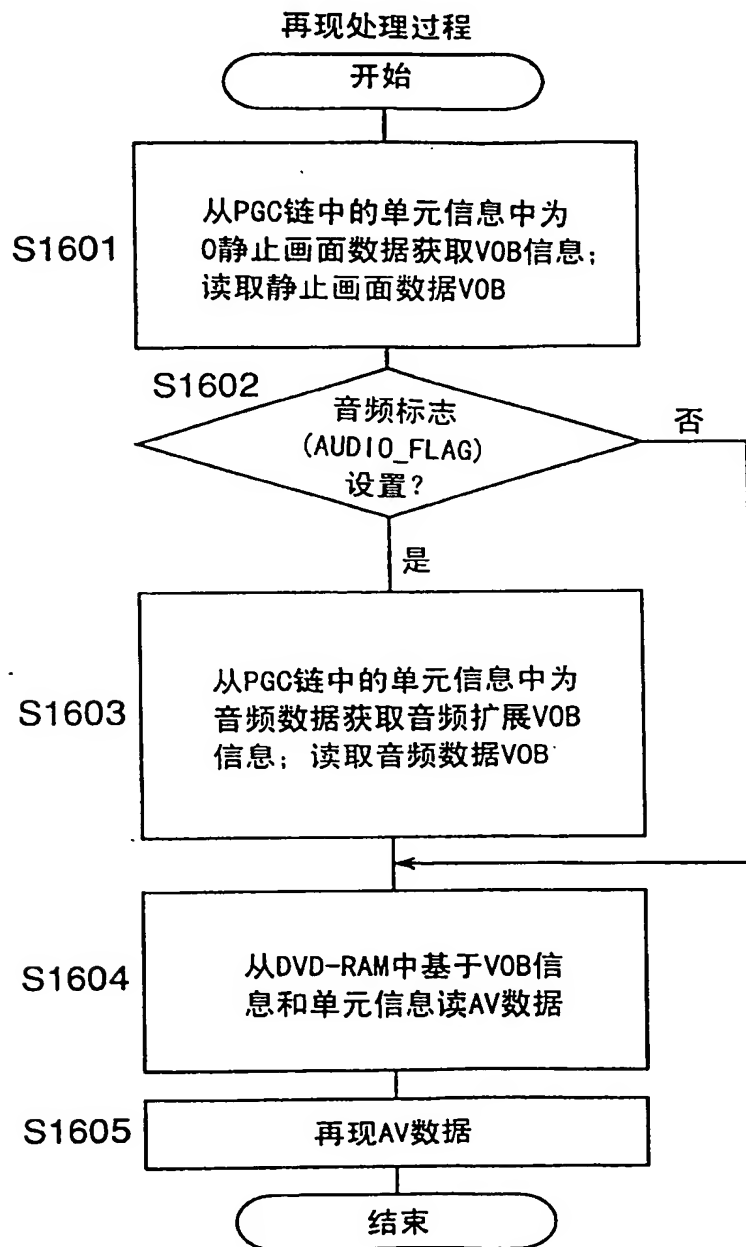 再现处理过程
开始
S1601
从PGC链中的单元信息中为
0静止画面数据获取VOB信息;
读取静止画面数据VOB
S1602
音频标志
(AUDIO_FLAG)
设置?
否
是
S1603
从PGC链中的单元信息中为
音频数据获取音频扩展VOB
信息; 读取音频数据VOB
S1604
从DVD-RAM中基于VOB信
息和单元信息读AV数据
S1605
再现AV数据
结束